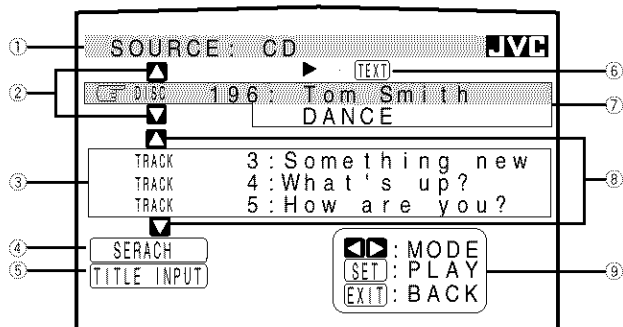 ① SOURCE: CD JVC
▶ TEXT ⑥
② DISC 196: Tom Smith ⑦
DANCE
TRACK 3:Something new
③ TRACK 4:What's up? ⑧
TRACK 5:How are you?
④ SERACH ◀▶: MODE
⑤ TITLE INPUT SET: PLAY ⑨
EXIT: BACK